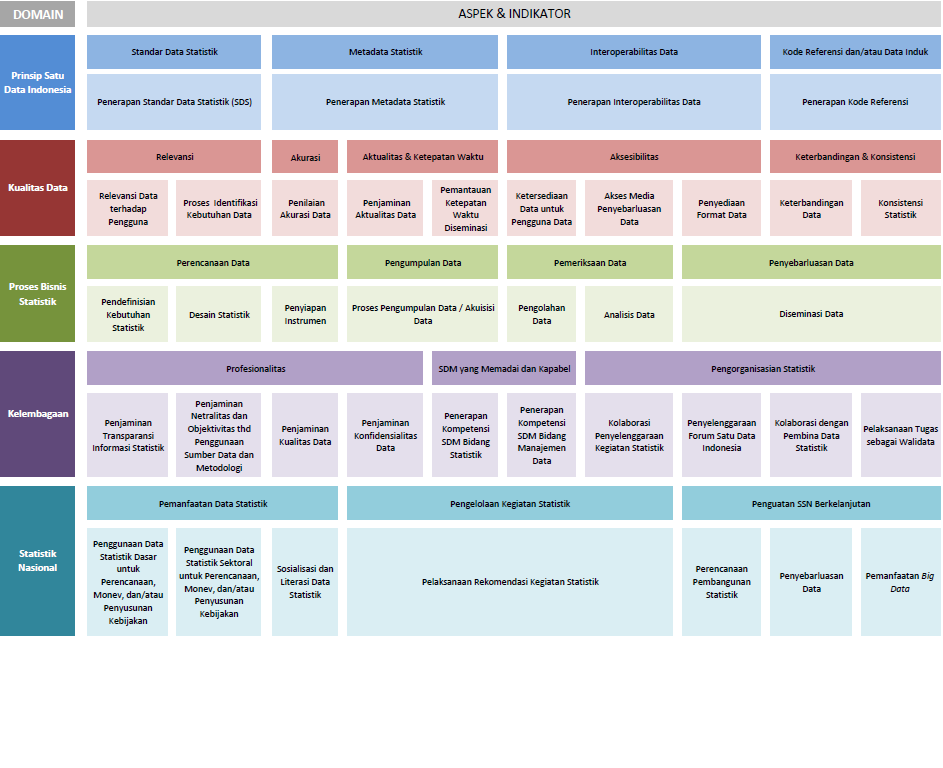 DOMAIN
ASPEK & INDIKATOR
Prinsip Satu
Data Indonesia
Standar Data Statistik
Metadata Statistik
Interoperabilitas Data
Kode Referensi dan/atau Data Induk
Penerapan Standar Data Statistik (SDS)
Penerapan Metadata Statistik
Penerapan Interoperabilitas Data
Penerapan Kode Referensi
Kualitas Data
Relevansi
Akurasi
Aktualitas & Ketepatan Waktu
Aksesibilitas
Keterbandingan & Konsistensi
Relevansi Data
terhadap
Pengguna
Proses Identifikasi
Kebutuhan Data
Penilaian
Akurasi Data
Penjaminan
Aktualitas Data
Pemantauan
Ketepatan
Waktu
Diseminasi
Ketersediaan
Data untuk
Pengguna Data
Akses Media
Penyebarluasan
Data
Penyediaan
Format Data
Keterbandingan
Data
Konsistensi
Statistik
Proses Bisnis
Statistik
Perencanaan Data
Pengumpulan Data
Pemeriksaan Data
Penyebarluasan Data
Pendefinisian
Kebutuhan
Statistik
Desain Statistik
Penyiapan
Instrumen
Proses Pengumpulan Data / Akuisisi
Data
Pengolahan
Data
Analisis Data
Diseminasi Data
Kelembagaan
Profesionalitas
SDM yang Memadai dan Kapabel
Pengorganisasian Statistik
Penjaminan
Transparansi
Informasi Statistik
Penjaminan
Netralitas dan
Objektivitas thd
Penggunaan
Sumber Data dan
Metodologi
Penjaminan
Kualitas Data
Penjaminan
Konfidensialitas
Data
Penerapan
Kompetensi
SDM Bidang
Statistik
Penerapan
Kompetensi
SDM Bidang
Manajemen
Data
Kolaborasi
Penyelenggaraan
Kegiatan Statistik
Penyelenggaraan
Forum Satu Data
Indonesia
Kolaborasi dengan
Pembina Data
Statistik
Pelaksanaan Tugas
sebagai Walidata
Statistik
Nasional
Pemanfaatan Data Statistik
Pengelolaan Kegiatan Statistik
Penguatan SSN Berkelanjutan
Penggunaan Data
Statistik Dasar
untuk
Perencanaan,
Monev, dan/atau
Penyusunan
Kebijakan
Penggunaan Data
Statistik Sektoral
untuk Perencanaan,
Monev, dan/atau
Penyusunan
Kebijakan
Sosialisasi dan
Literasi Data
Statistik
Pelaksanaan Rekomendasi Kegiatan Statistik
Perencanaan
Pembangunan
Statistik
Penyebarluasan
Data
Pemanfaatan Big
Data